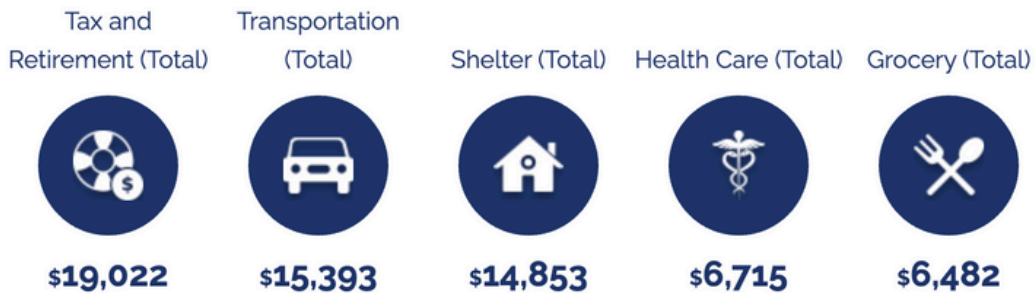 Tax and
Retirement (Total)
Transportation
(Total)
Shelter (Total)
Health Care (Total)
Grocery (Total)
$
$19,022
$15,393
$14,853
$6,715
$6,482